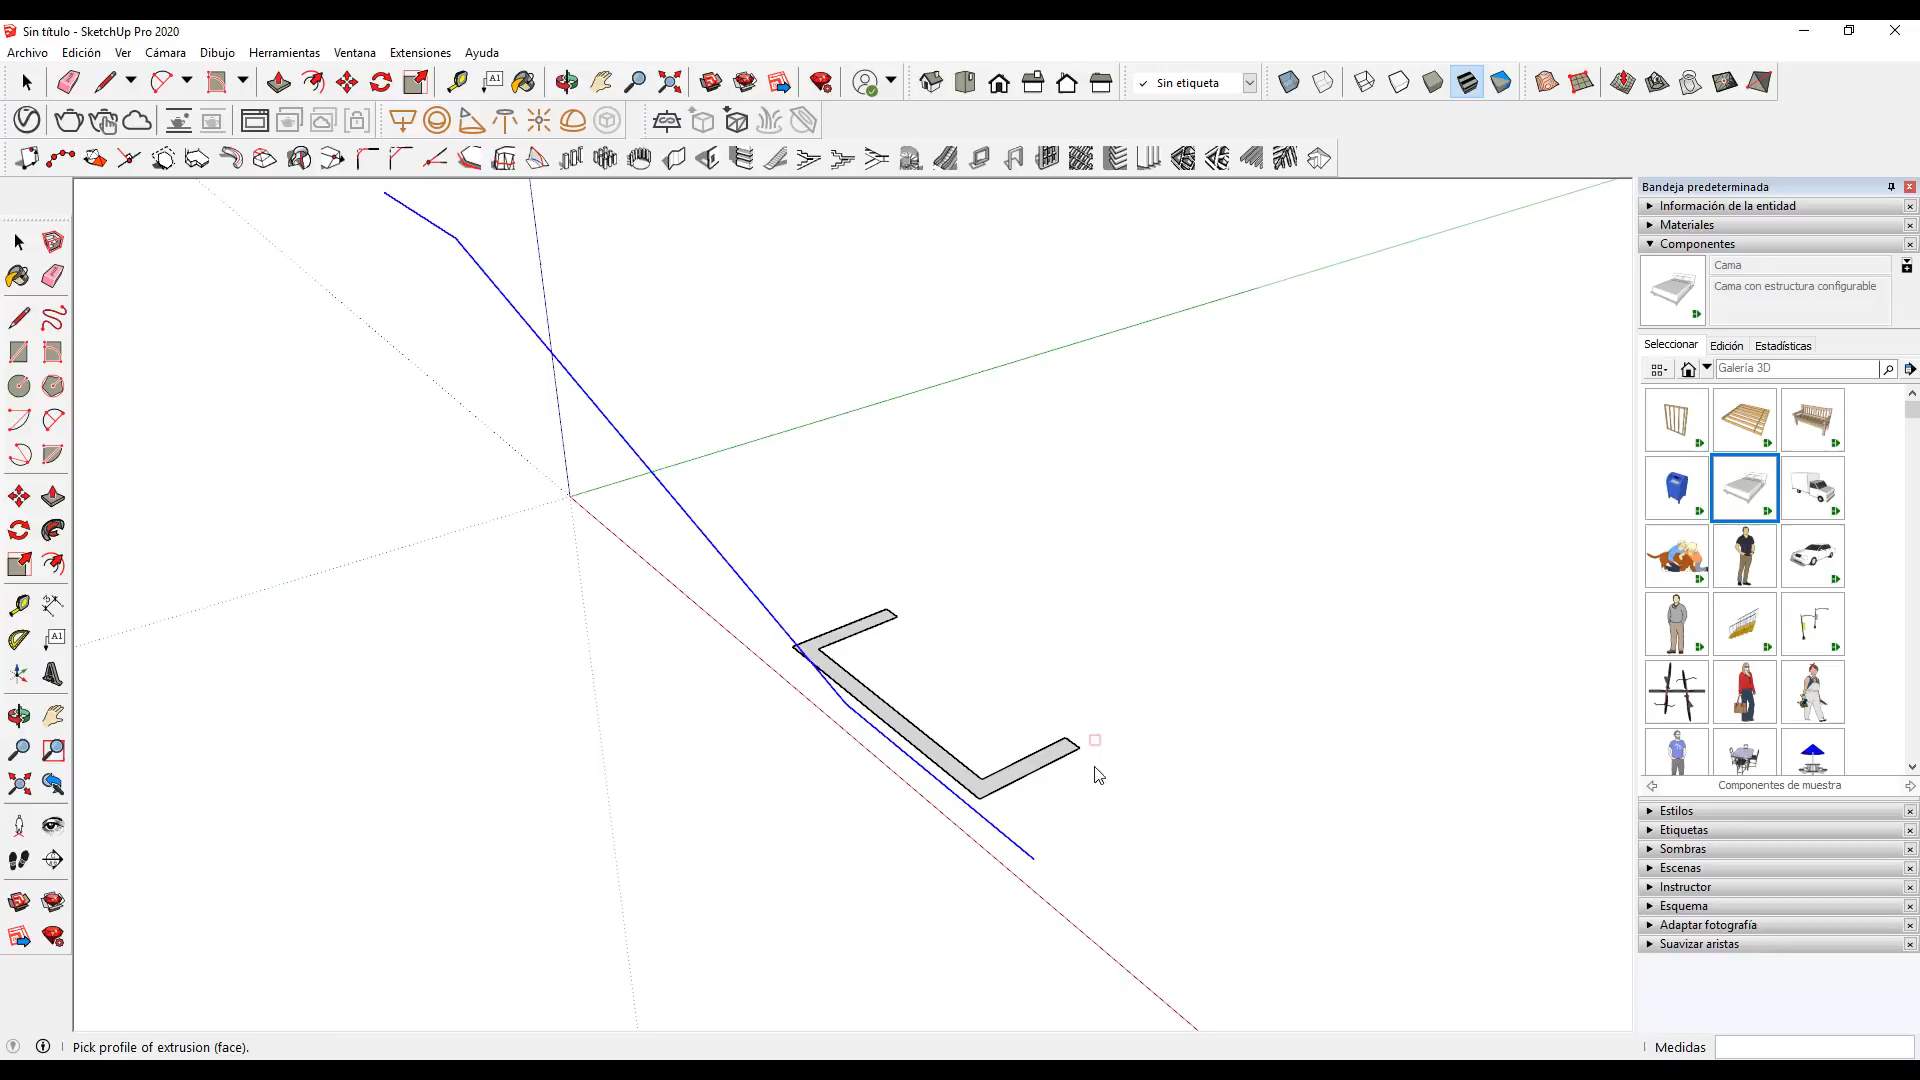 Sin título - SketchUp Pro 2020
Archivo Edición Ver Cámara Dibujo Herramientas Ventana Extensiones Ayuda
A1
✓ Sin etiqueta
Bandeja predeterminada
Información de la entidad
Materiales
Componentes
Cama
Cama con estructura configurable
Seleccionar Edición Estadísticas
Galería 3D
A1
Componentes de muestra
Estilos
Etiquetas
Sombras
Escenas
Instructor
Esquema
Adaptar fotografía
Suavizar aristas
Pick profile of extrusion (face).
Medidas